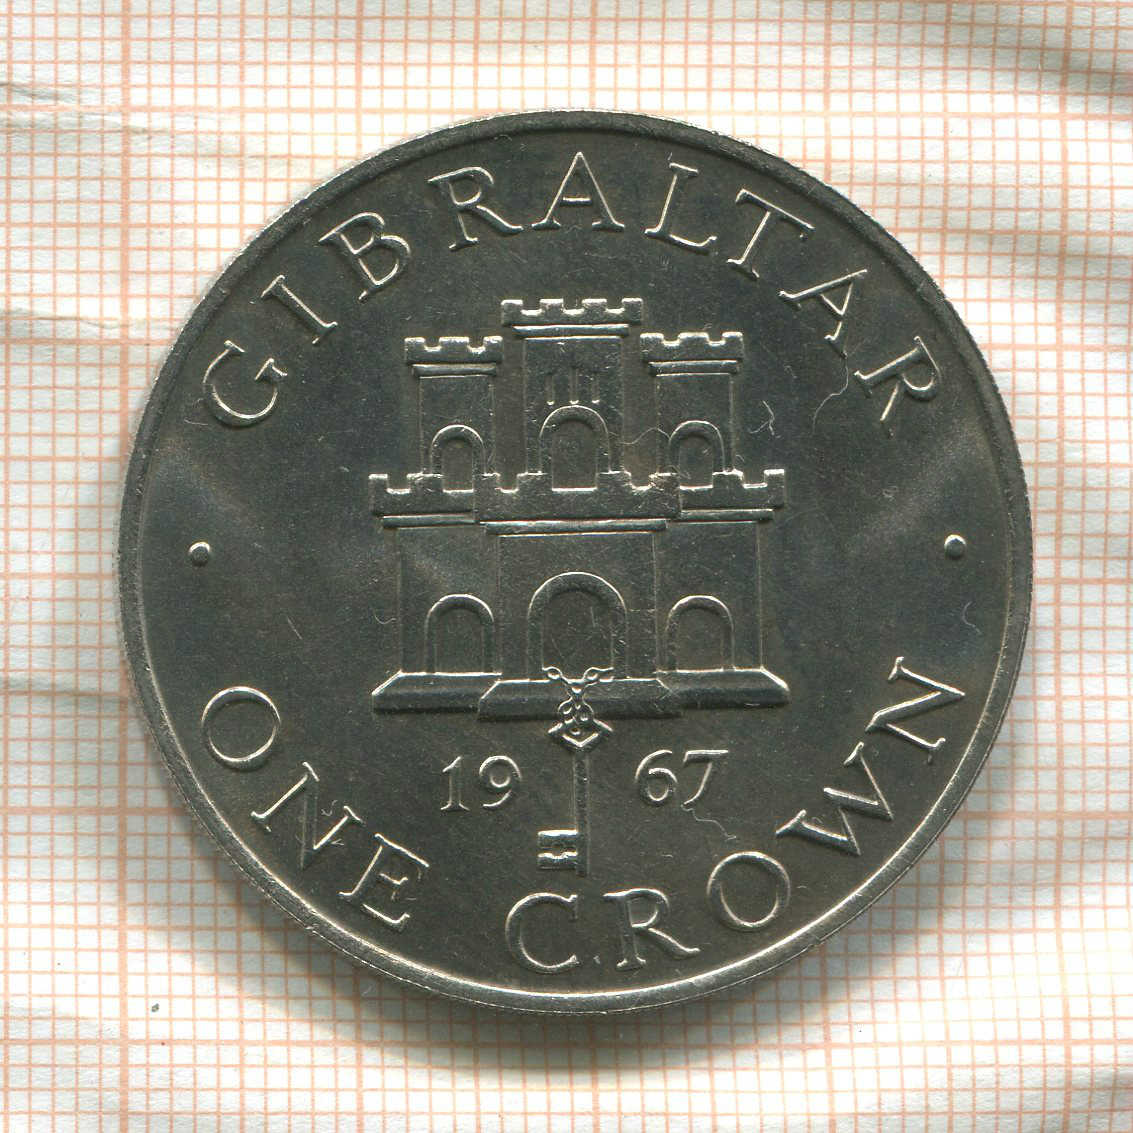 GIBRALTAR
19 67
ONE CROWN